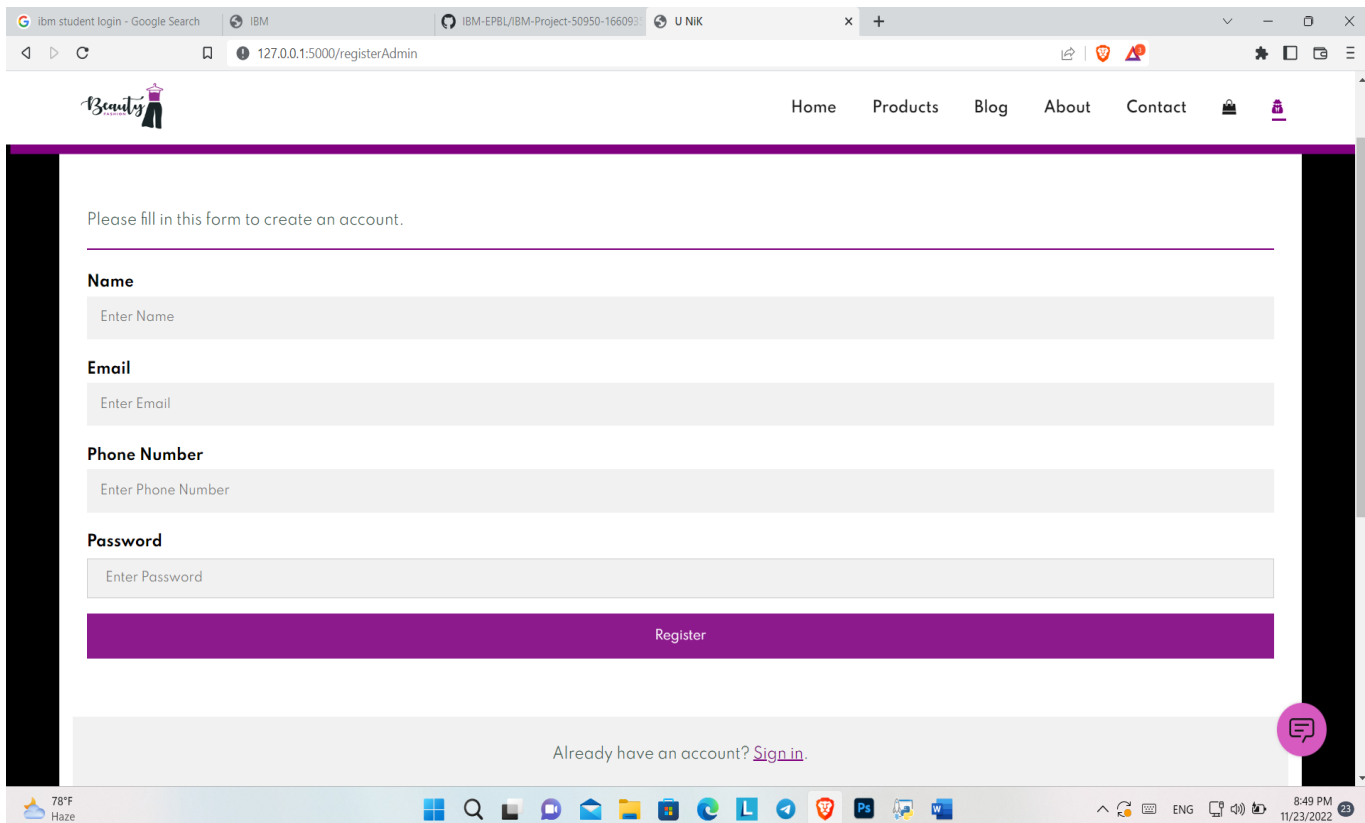 ibm student login - Google Search
IBM
IBM-EPBL/IBM-Project-50950-166093
U NiK
127.0.0.1:5000/registerAdmin
Beauty
FASHION
Home Products Blog About Contact
Please fill in this form to create an account.
Name
Enter Name
Email
Enter Email
Phone Number
Enter Phone Number
Password
Enter Password
Register
Already have an account? Sign in.
78°F
Haze
L
Ps
W
ENG
8:49 PM
11/23/2022
23